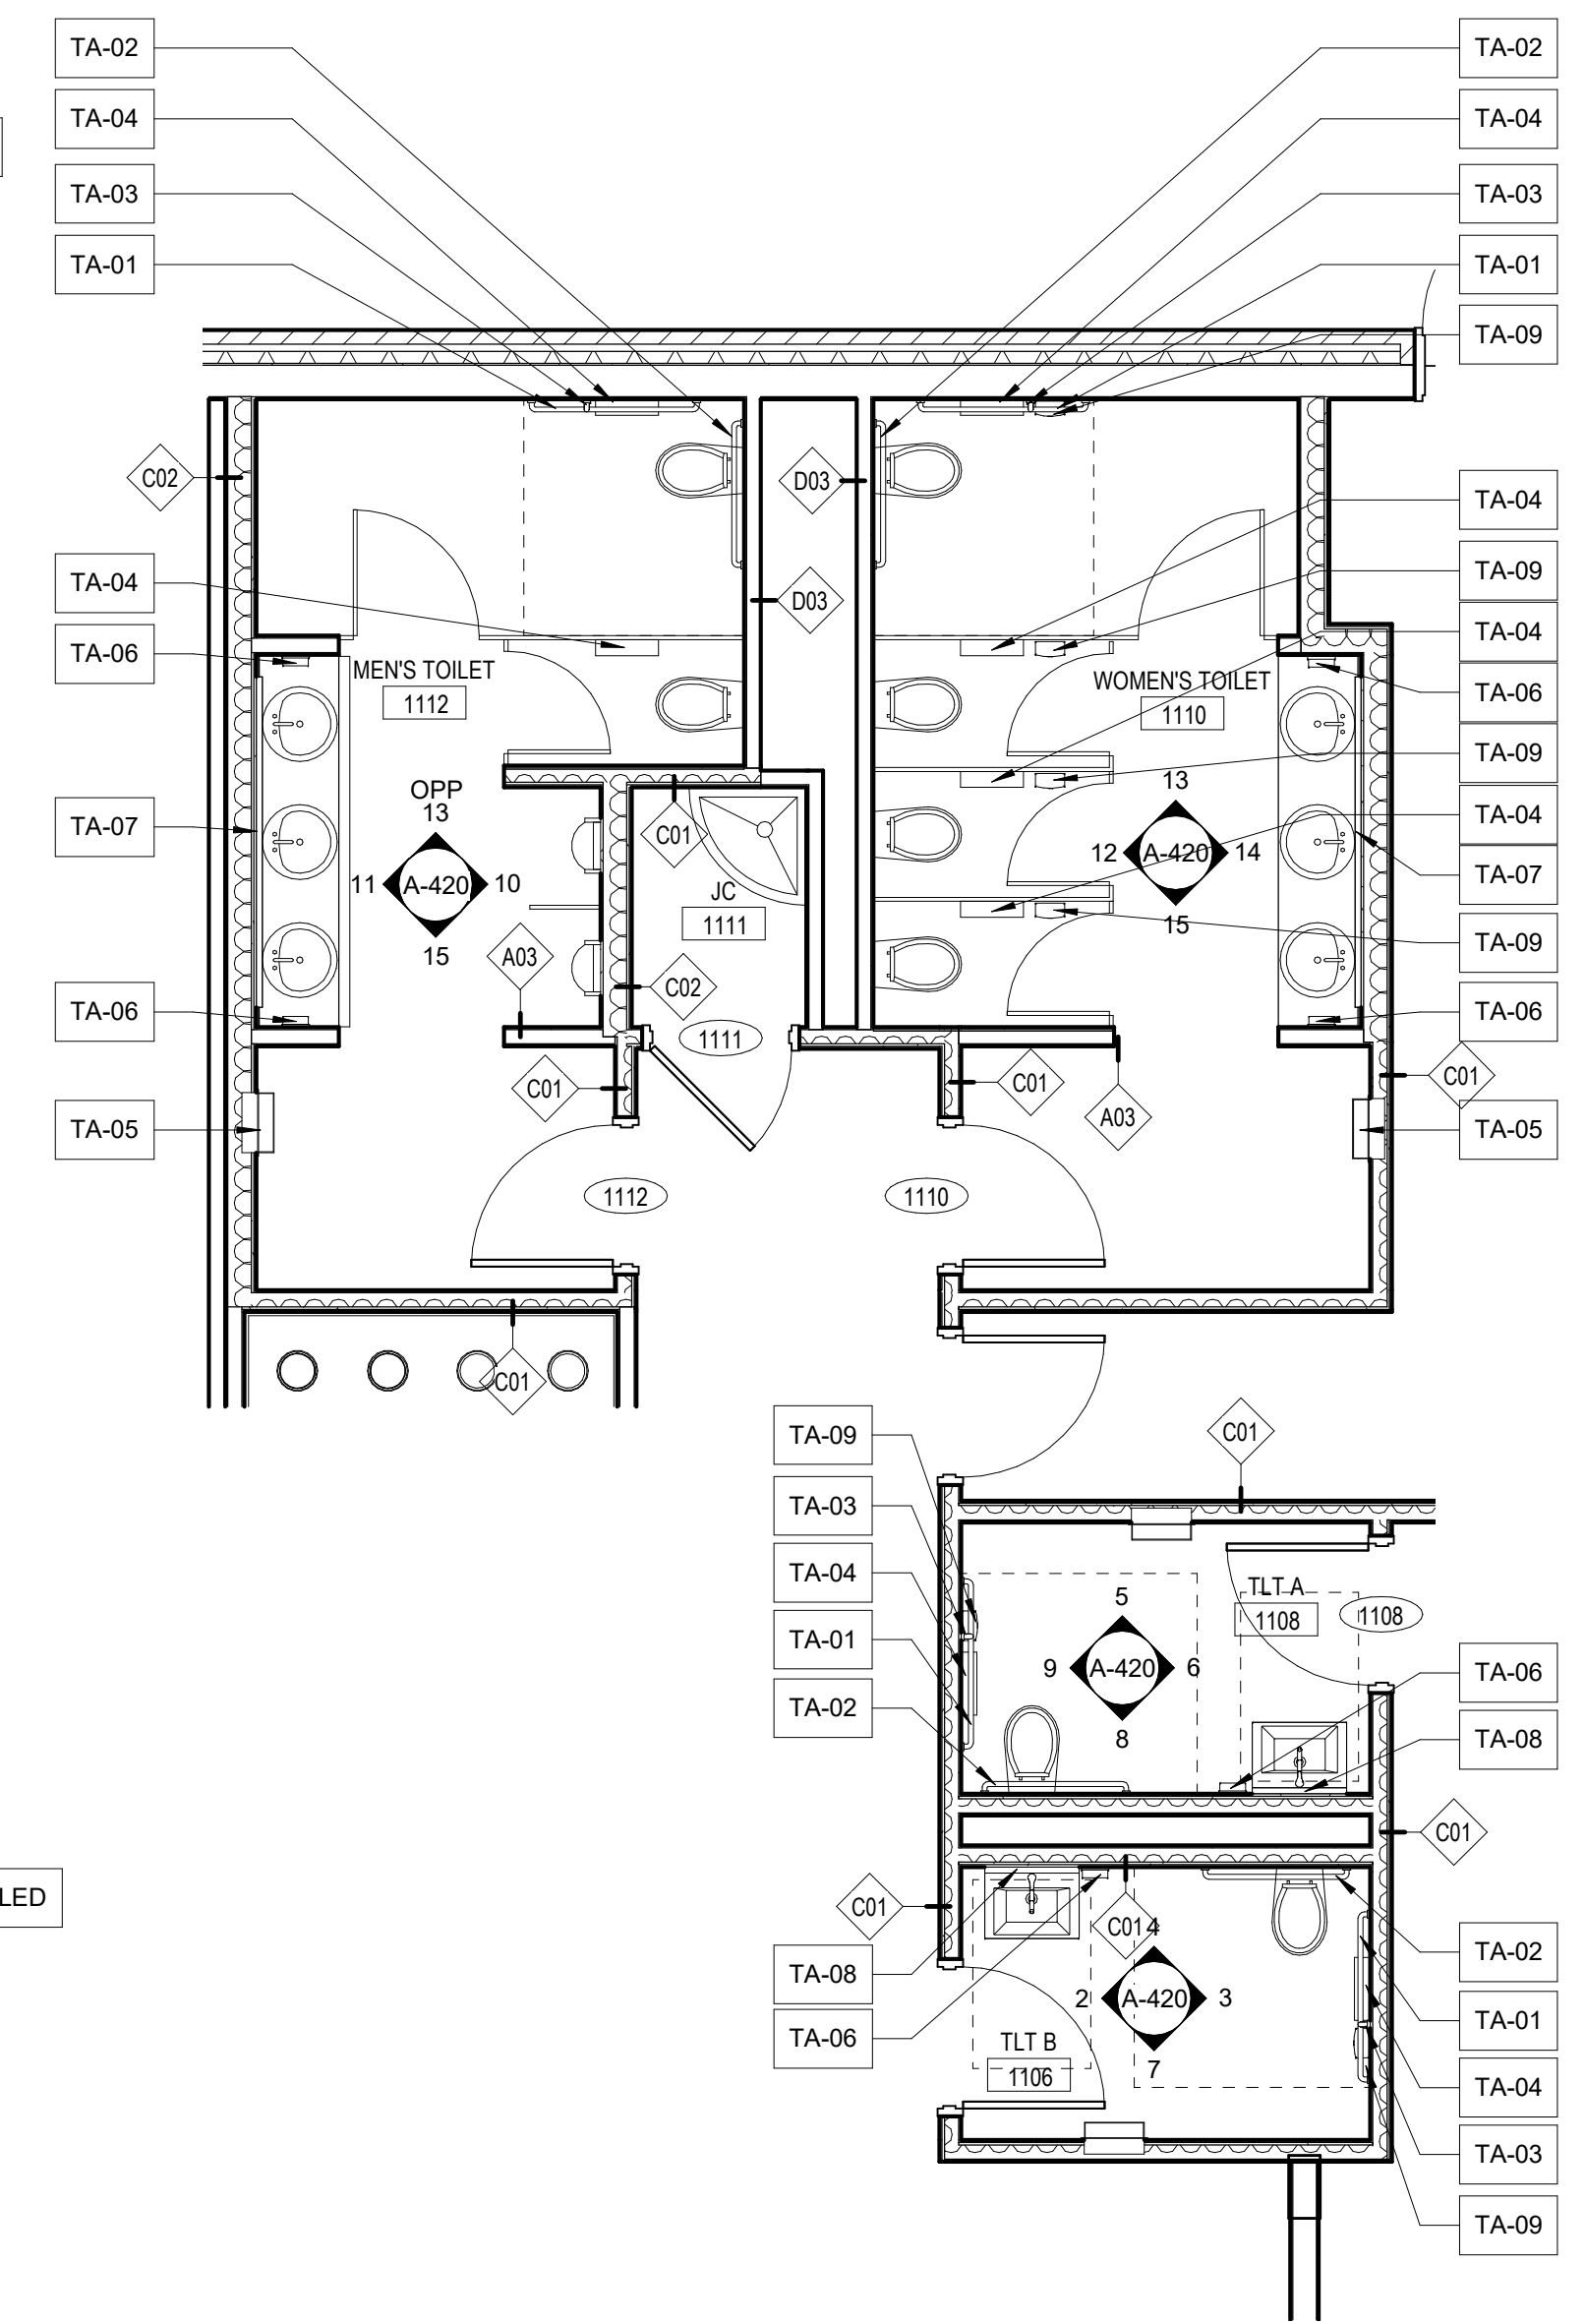 TA-02
TA-04
TA-03
TA-01
TA-02
TA-04
TA-03
TA-01
TA-09
C02
D03
D03
TA-04
TA-06
TA-07
TA-06
TA-05
MEN'S TOILET
1112
OPP
13
11
A-420
10
15
A03
C01
JC
1111
C02
1111
C01
1112
C01
WOMEN'S TOILET
1110
13
12
A-420
14
15
C01
A03
C01
1110
TA-04
TA-09
TA-04
TA-06
TA-09
TA-04
TA-07
TA-09
TA-06
TA-05
TA-09
TA-03
TA-04
TA-01
TA-02
C01
TLT A
1108
1108
5
9
A-420
6
8
TA-06
TA-08
C01
C01
LED
TA-08
TA-06
C01
4
2
A-420
3
7
TLT B
1106
TA-02
TA-01
TA-04
TA-03
TA-09